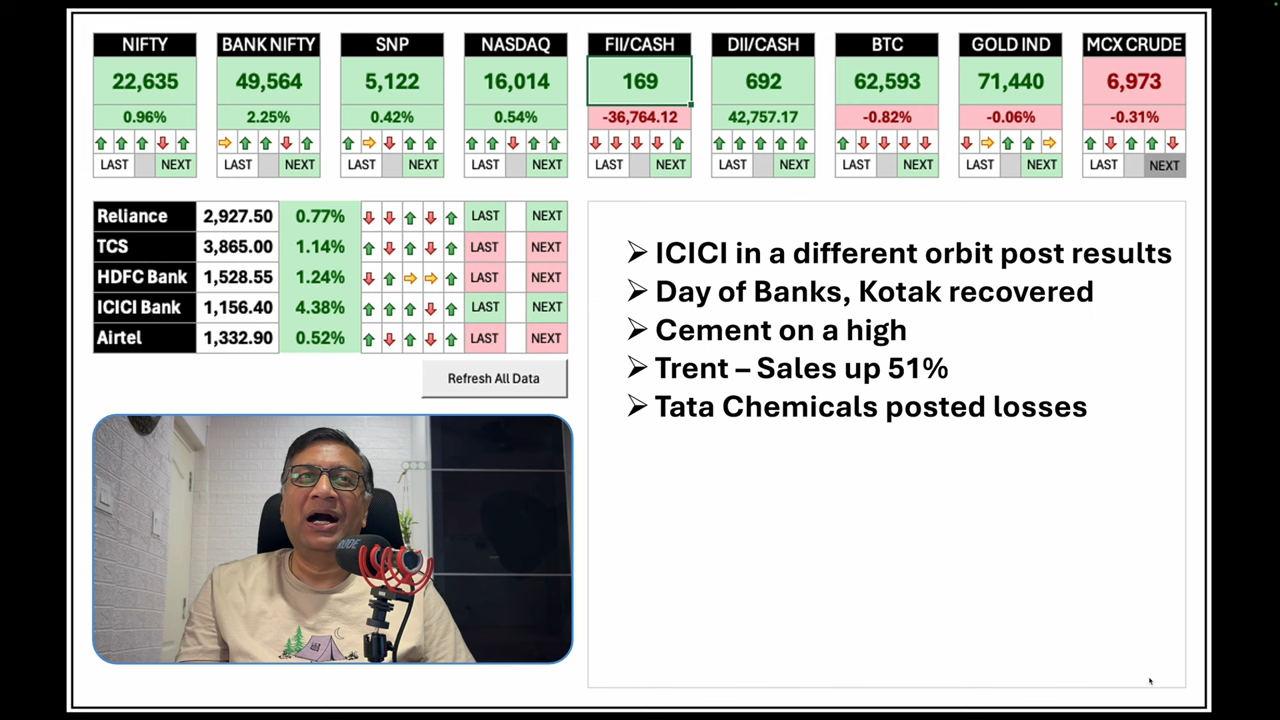 NIFTY BANK NIFTY SNP NASDAQ FII/CASH DII/CASH BTC GOLD IND MCX CRUDE
22,635 49,564 5,122 16,014 169 692 62,593 71,440 6,973
0.96% 2.25% 0.42% 0.54% -36,764.12 42,757.17 -0.82% -0.06% -0.31%
LAST NEXT LAST NEXT LAST NEXT LAST NEXT LAST NEXT LAST NEXT LAST NEXT LAST NEXT LAST NEXT
Reliance 2,927.50 0.77% LAST NEXT
TCS 3,865.00 1.14% LAST NEXT
HDFC Bank 1,528.55 1.24% LAST NEXT
ICICI Bank 1,156.40 4.38% LAST NEXT
Airtel 1,332.90 0.52% LAST NEXT
Refresh All Data
ICICI in a different orbit post results
Day of Banks, Kotak recovered
Cement on a high
Trent – Sales up 51%
Tata Chemicals posted losses
RODE